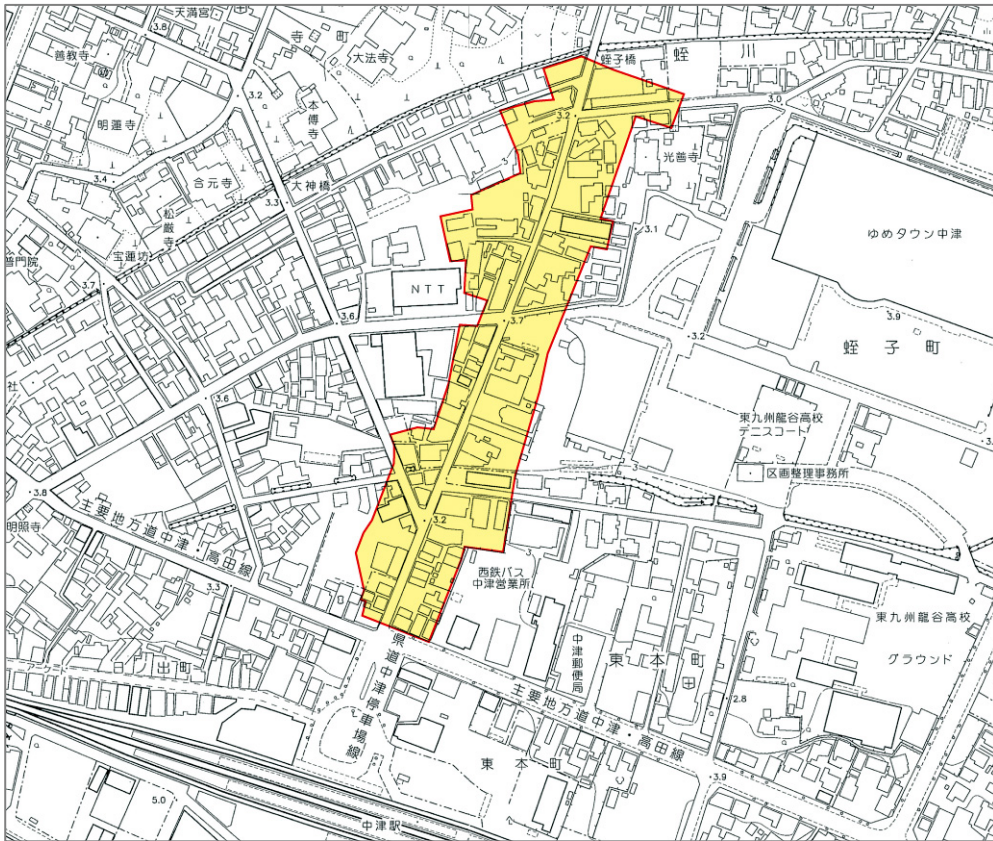 天満宮
3.8
寺町
善教寺
大法寺
蛭子橋
蛭川
3.2
本傳寺
明蓮寺
3.2
3.0
光善寺
3.4
合元寺
大神橋
3.3
松巌寺
3.1
ゆめタウン中津
宝蓮坊
普門院
3.7
NTT
3.6
3.7
3.9
3.2
蛭子町
社
3.6
東九州龍谷高校
テニスコート
区画整理事務所
3.8
3.2
明照寺
主要地方道中津・高田線
西鉄バス
中津営業所
3.3
東九州龍谷高校
県道中津停車場線
中津郵便局
東本町
グラウンド
アーケード
日ノ出町
主要地方道中津・高田線
2.8
東本町
3.9
5.0
中津駅